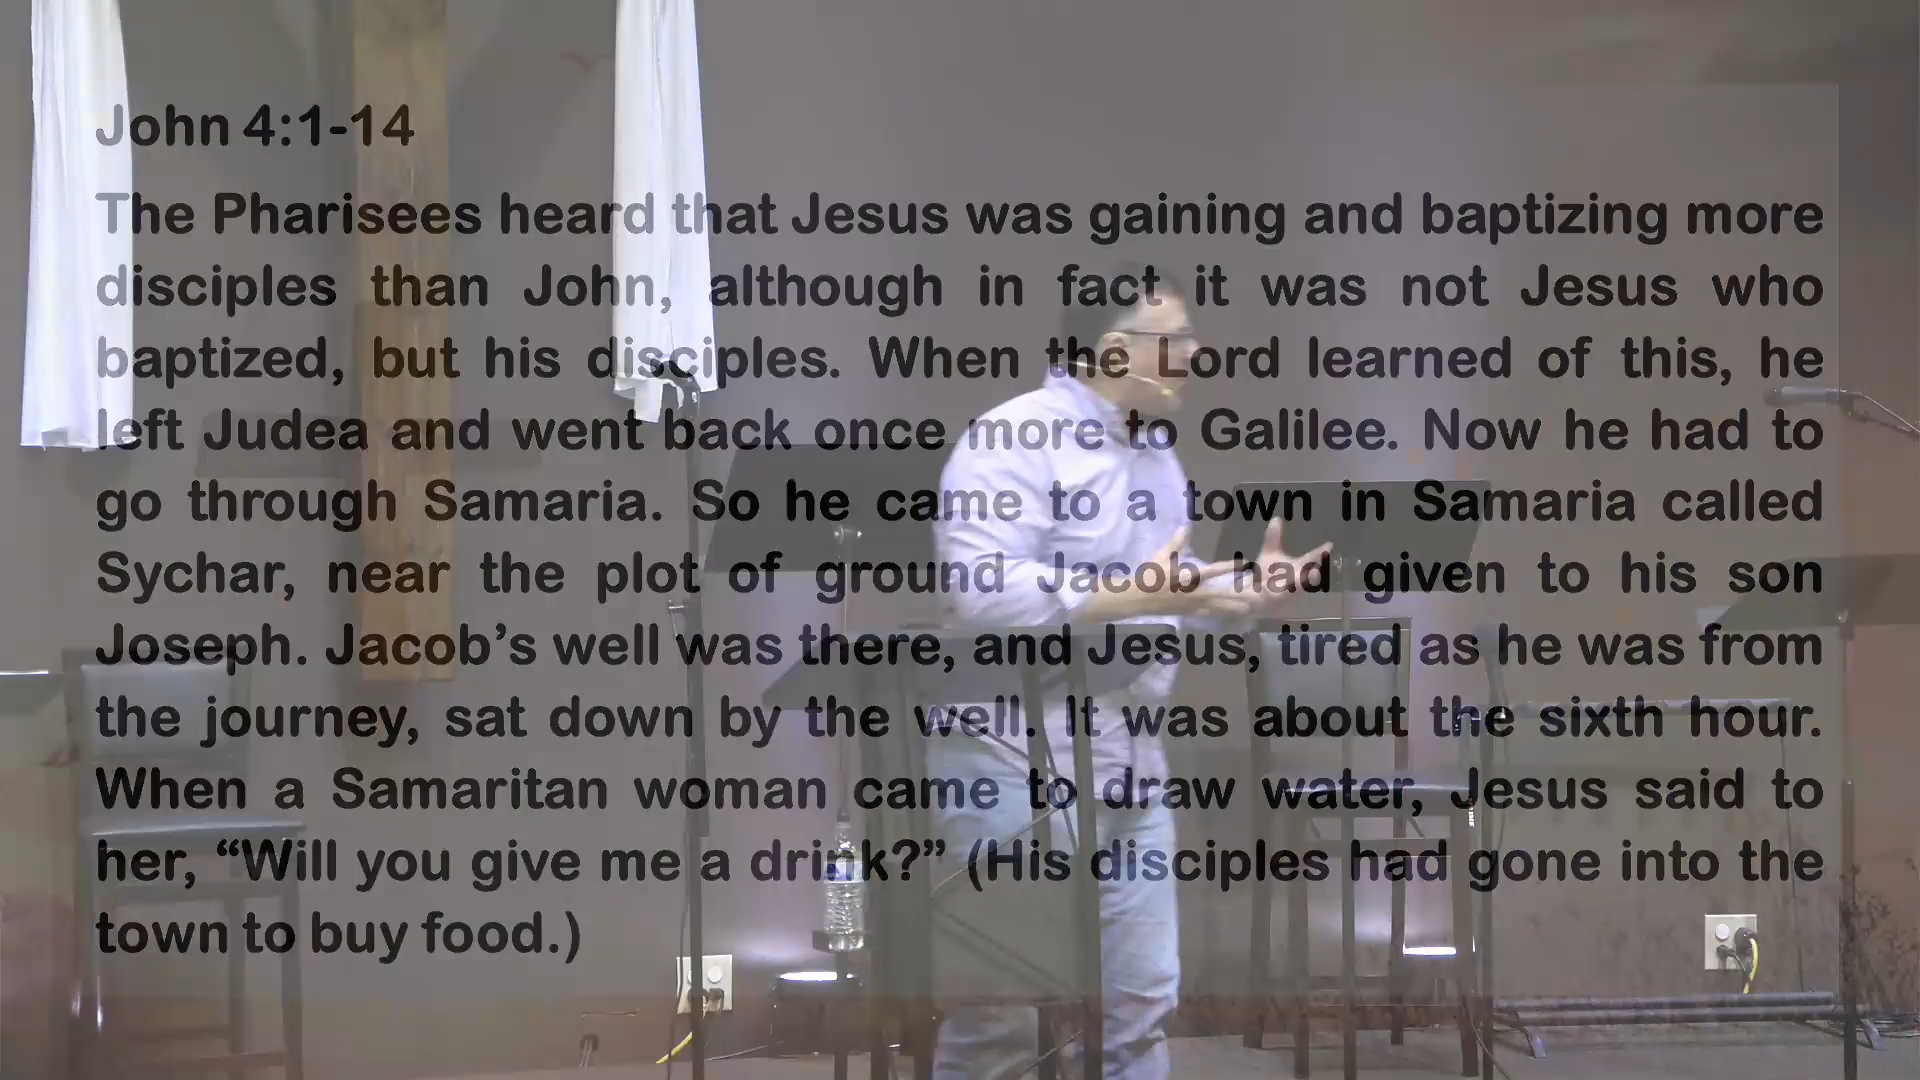 John 4:1-14
The Pharisees heard that Jesus was gaining and baptizing more
disciples than John, although in fact it was not Jesus who
baptized, but his disciples. When the Lord learned of this, he
left Judea and went back once more to Galilee. Now he had to
go through Samaria. So he came to a town in Samaria called
Sychar, near the plot of ground Jacob had given to his son
Joseph. Jacob’s well was there, and Jesus, tired as he was from
the journey, sat down by the well. It was about the sixth hour.
When a Samaritan woman came to draw water, Jesus said to
her, “Will you give me a drink?” (His disciples had gone into the
town to buy food.)